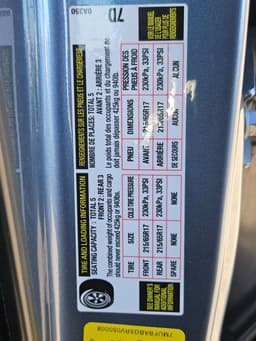 TIRE AND LOADING INFORMATION
SEATING CAPACITY : TOTAL 5
FRONT 2 : REAR 3
The combined weight of occupants and cargo
should never exceed 425kg or 940lbs.
TIRE SIZE COLD TIRE PRESSURE
FRONT 215/65R17 230kPa, 33PSI
REAR 215/65R17 230kPa, 33PSI
SPARE NONE NONE
SEE OWNER'S
MANUAL FOR
ADDITIONAL
INFORMATION
RENSEIGNEMENTS SUR LES PNEUS ET LE CHARGEMENT
NOMBRE DE PLACES: TOTAL 5
AVANT 2 : ARRIÈRE 3
Le poids total des occupants et du chargement ne
doit jamais dépasser 425kg ou 940lb.
PNEU DIMENSIONS PRESSION DES
PNEUS À FROID
AVANT 215/65R17 230kPa, 33PSI
ARRIÈRE 215/65R17 230kPa, 33PSI
DE SECOURS AUCUN AUCUN
7D
0A350